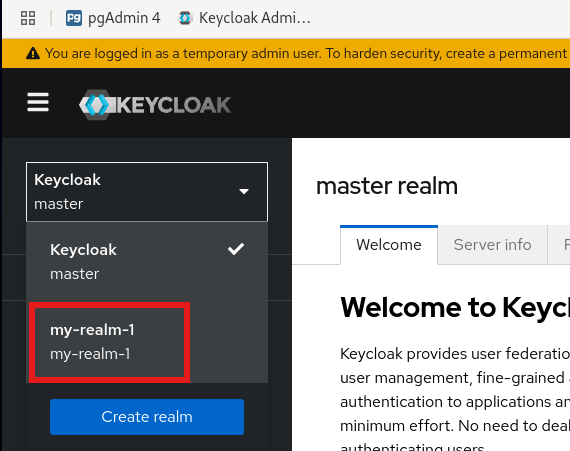 pgAdmin 4
Keycloak Admi...
You are logged in as a temporary admin user. To harden security, create a permanent
KEYCLOAK
Keycloak
master
Keycloak
master
my-realm-1
my-realm-1
Create realm
master realm
Welcome
Server info
Welcome to Keycl
Keycloak provides user federatio
user management, fine-grained
authentication to applications an
minimum effort. No need to deal
authenticating users.